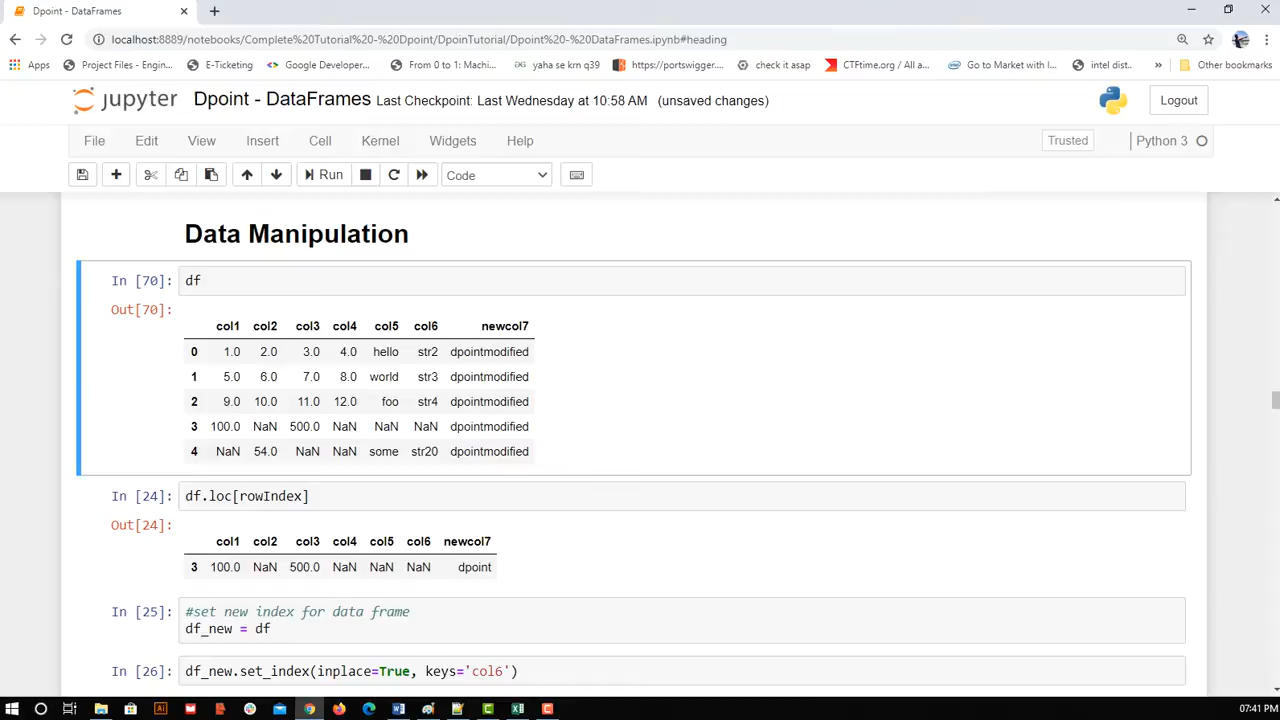 Dpoint - DataFrames
localhost:8889/notebooks/Complete%20Tutorial%20-%20Dpoint/DpoinTutorial/Dpoint%20-%20DataFrames.ipynb#heading
Apps Project Files - Engin... E-Ticketing Google Developer... From 0 to 1: Machi... yaha se krn q39 https://portswigger.... check it asap CTFtime.org / All a... Go to Market with I... intel dist... » Other bookmarks
jupyter Dpoint - DataFrames Last Checkpoint: Last Wednesday at 10:58 AM (unsaved changes) Logout
File Edit View Insert Cell Kernel Widgets Help Trusted Python 3
Run Code
Data Manipulation
In [70]: df
Out[70]:
col1 col2 col3 col4 col5 col6 newcol7
0 1.0 2.0 3.0 4.0 hello str2 dpointmodified
1 5.0 6.0 7.0 8.0 world str3 dpointmodified
2 9.0 10.0 11.0 12.0 foo str4 dpointmodified
3 100.0 NaN 500.0 NaN NaN NaN dpointmodified
4 NaN 54.0 NaN NaN some str20 dpointmodified
In [24]: df.loc[rowIndex]
Out[24]:
col1 col2 col3 col4 col5 col6 newcol7
3 100.0 NaN 500.0 NaN NaN NaN dpoint
In [25]: #set new index for data frame
df_new = df
In [26]: df_new.set_index(inplace=True, keys='col6')
07:41 PM